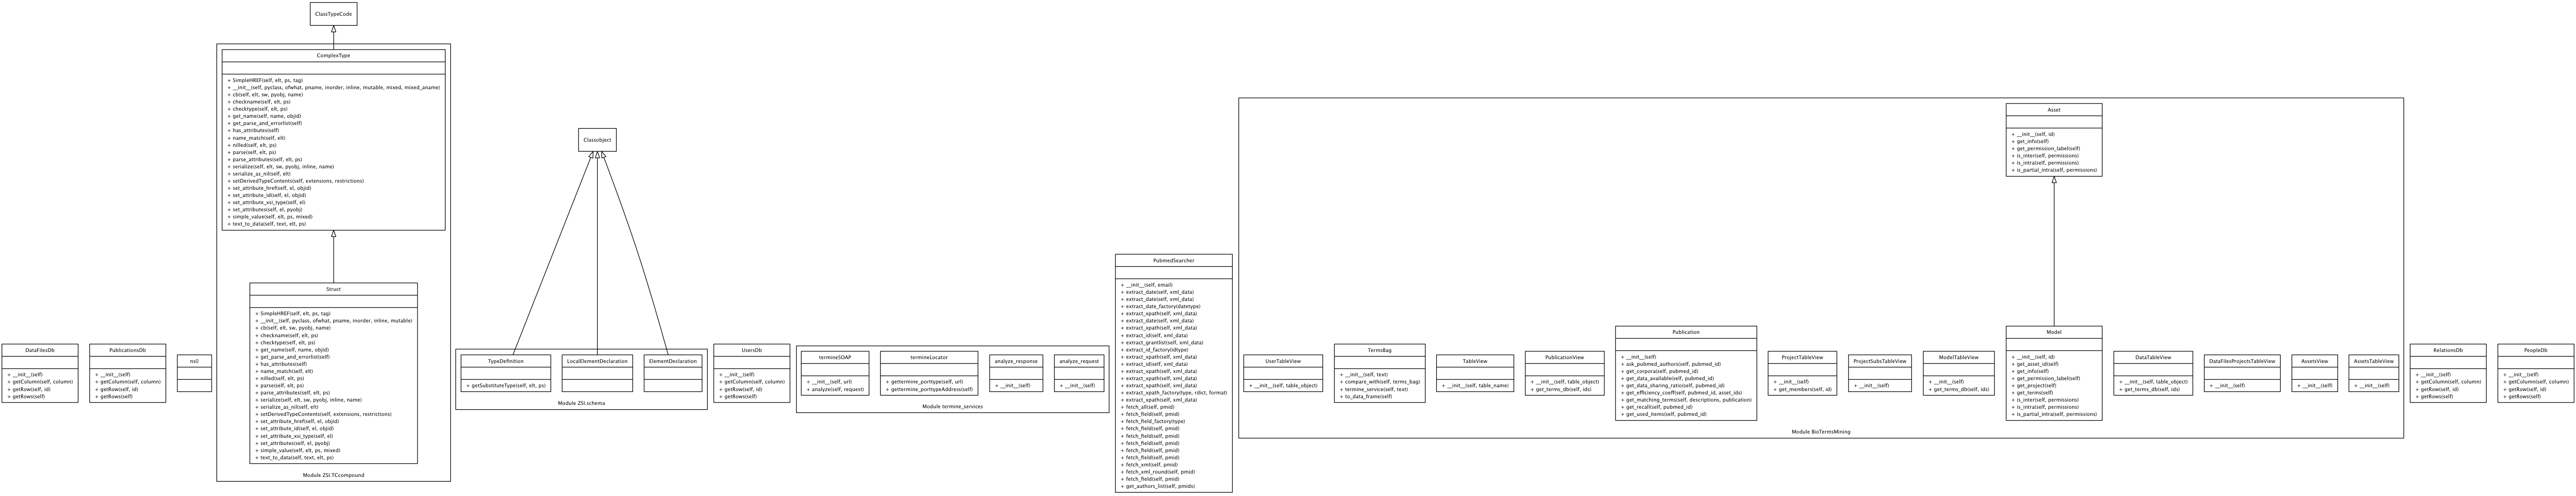 ClassTypeCode
ComplexType
+ SimpleHREF(self, elt, ps, tag)
+ __init__(self, pyclass, ofwhat, pname, inorder, inline, mutable, mixed, mixed_aname)
+ cb(self, elt, sw, pyobj, name)
+ checkname(self, elt, ps)
+ checktype(self, elt, ps)
+ get_name(self, name, objid)
+ get_parse_and_errorlist(self)
+ has_attributes(self)
+ name_match(self, elt)
+ nilled(self, elt, ps)
+ parse(self, elt, ps)
+ parse_attributes(self, elt, ps)
+ serialize(self, elt, sw, pyobj, inline, name)
+ serialize_as_nil(self, elt)
+ setDerivedTypeContents(self, extensions, restrictions)
+ set_attribute_href(self, el, objid)
+ set_attribute_id(self, el, objid)
+ set_attribute_xsi_type(self, el)
+ set_attributes(self, el, pyobj)
+ simple_value(self, elt, ps, mixed)
+ text_to_data(self, text, elt, ps)
Struct
+ SimpleHREF(self, elt, ps, tag)
+ __init__(self, pyclass, ofwhat, pname, inorder, inline, mutable)
+ cb(self, elt, sw, pyobj, name)
+ checkname(self, elt, ps)
+ checktype(self, elt, ps)
+ get_name(self, name, objid)
+ get_parse_and_errorlist(self)
+ has_attributes(self)
+ name_match(self, elt)
+ nilled(self, elt, ps)
+ parse(self, elt, ps)
+ parse_attributes(self, elt, ps)
+ serialize(self, elt, sw, pyobj, inline, name)
+ serialize_as_nil(self, elt)
+ setDerivedTypeContents(self, extensions, restrictions)
+ set_attribute_href(self, el, objid)
+ set_attribute_id(self, el, objid)
+ set_attribute_xsi_type(self, el)
+ set_attributes(self, el, pyobj)
+ simple_value(self, elt, ps, mixed)
+ text_to_data(self, text, elt, ps)
Module ZSI.TCcompound
DataFilesDb
+ __init__(self)
+ getColumn(self, column)
+ getRow(self, id)
+ getRows(self)
PublicationsDb
+ __init__(self)
+ getColumn(self, column)
+ getRow(self, id)
+ getRows(self)
ns0
Classobject
TypeDefinition
+ getSubstituteType(self, elt, ps)
LocalElementDeclaration
ElementDeclaration
Module ZSI.schema
UsersDb
+ __init__(self)
+ getColumn(self, column)
+ getRow(self, id)
+ getRows(self)
termineSOAP
+ __init__(self, url)
+ analyze(self, request)
termineLocator
+ gettermine_porttype(self, url)
+ gettermine_porttypeAddress(self)
analyze_response
+ __init__(self)
analyze_request
+ __init__(self)
Module termine_services
PubmedSearcher
+ __init__(self, email)
+ extract_date(self, xml_data)
+ extract_date(self, xml_data)
+ extract_date_factory(datetype)
+ extract_xpath(self, xml_data)
+ extract_date(self, xml_data)
+ extract_xpath(self, xml_data)
+ extract_id(self, xml_data)
+ extract_grantlist(self, xml_data)
+ extract_id_factory(idtype)
+ extract_xpath(self, xml_data)
+ extract_id(self, xml_data)
+ extract_xpath(self, xml_data)
+ extract_xpath(self, xml_data)
+ extract_xpath(self, xml_data)
+ extract_xpath_factory(type, rdict, format)
+ extract_xpath(self, xml_data)
+ fetch_all(self, pmid)
+ fetch_field(self, pmid)
+ fetch_field_factory(type)
+ fetch_field(self, pmid)
+ fetch_field(self, pmid)
+ fetch_field(self, pmid)
+ fetch_field(self, pmid)
+ fetch_field(self, pmid)
+ fetch_xml(self, pmid)
+ fetch_xml_round(self, pmid)
+ fetch_field(self, pmid)
+ get_authors_list(self, pmids)
UserTableView
+ __init__(self, table_object)
TermsBag
+ __init__(self, text)
+ compare_with(self, terms_bag)
+ termine_service(self, text)
+ to_data_frame(self)
TableView
+ __init__(self, table_name)
PublicationView
+ __init__(self, table_object)
+ get_terms_db(self, ids)
Publication
+ __init__(self)
+ ask_pubmed_authors(self, pubmed_id)
+ get_corpora(self, pubmed_id)
+ get_data_available(self, pubmed_id)
+ get_data_sharing_ratio(self, pubmed_id)
+ get_efficiency_coeff(self, pubmed_id, asset_ids)
+ get_matching_terms(self, descriptions, publication)
+ get_recall(self, pubmed_id)
+ get_used_items(self, pubmed_id)
ProjectTableView
+ __init__(self)
+ get_members(self, id)
ProjectSubsTableView
+ __init__(self)
ModelTableView
+ __init__(self)
+ get_terms_db(self, ids)
Asset
+ __init__(self, id)
+ get_info(self)
+ get_permission_label(self)
+ is_inter(self, permissions)
+ is_intra(self, permissions)
+ is_partial_intra(self, permissions)
Model
+ __init__(self, id)
+ get_asset_id(self)
+ get_info(self)
+ get_permission_label(self)
+ get_project(self)
+ get_terms(self)
+ is_inter(self, permissions)
+ is_intra(self, permissions)
+ is_partial_intra(self, permissions)
DataTableView
+ __init__(self, table_object)
+ get_terms_db(self, ids)
DataFilesProjectsTableView
+ __init__(self)
AssetsView
+ __init__(self)
AssetsTableView
+ __init__(self)
Module BioTermsMining
RelationsDb
+ __init__(self)
+ getColumn(self, column)
+ getRow(self, id)
+ getRows(self)
PeopleDb
+ __init__(self)
+ getColumn(self, column)
+ getRow(self, id)
+ getRows(self)